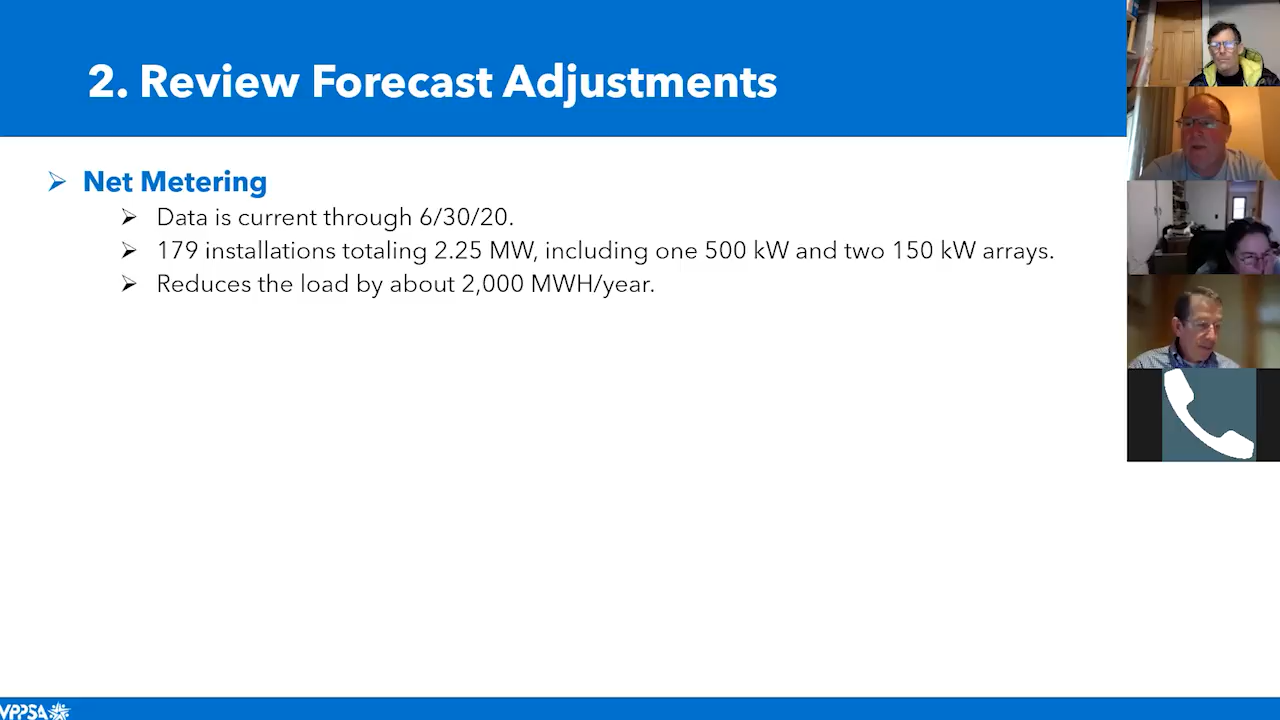 2. Review Forecast Adjustments
Net Metering
Data is current through 6/30/20.
179 installations totaling 2.25 MW, including one 500 kW and two 150 kW arrays.
Reduces the load by about 2,000 MWH/year.
VPPSA